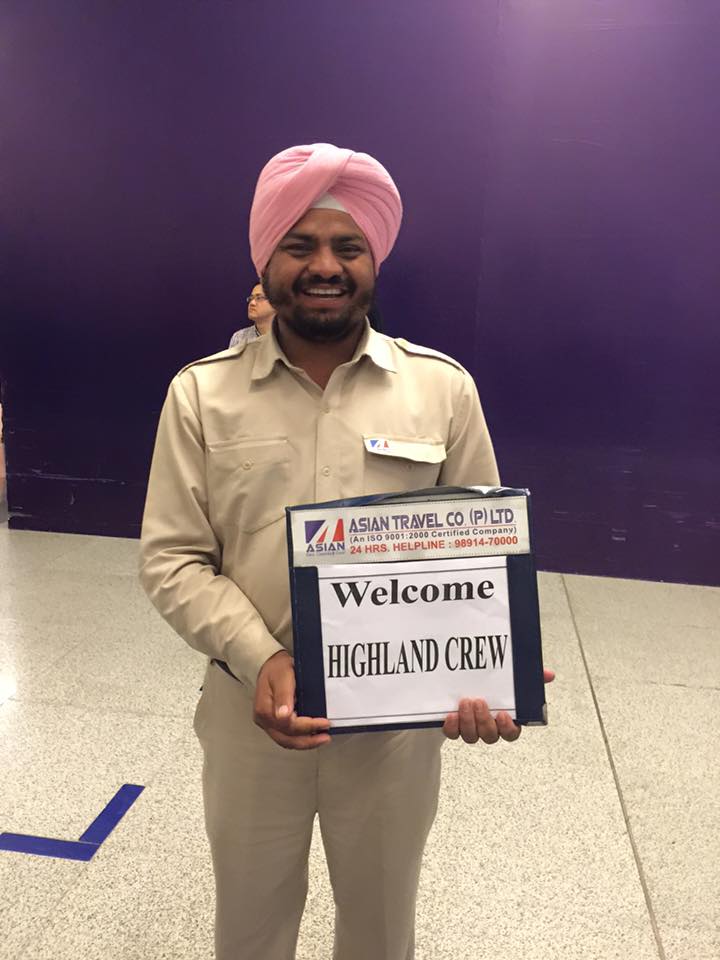 ASIAN TRAVEL CO. (P) LTD
(An ISO 9001:2000 Certified Company)
24 HRS. HELPLINE : 98914-70000
ASIAN
Welcome
HIGHLAND CREW